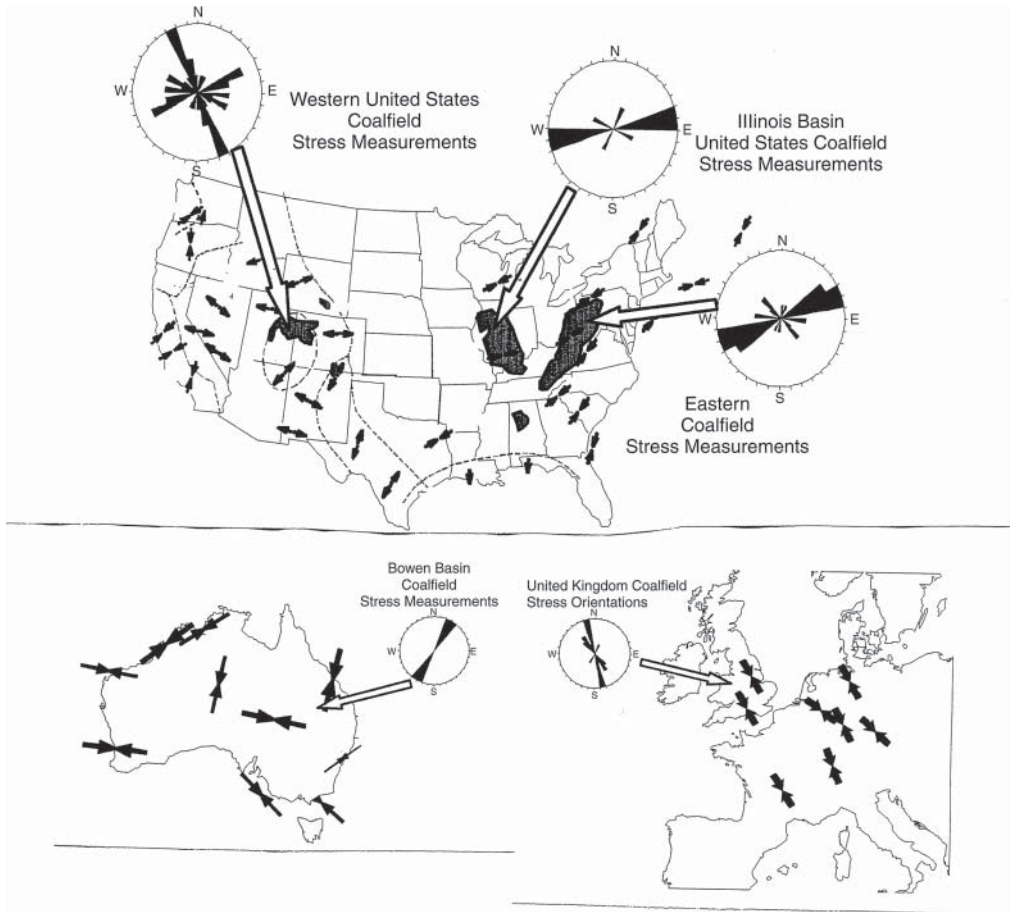 N
W
E
S
Western United States
Coalfield
Stress Measurements
N
W
E
S
Illinois Basin
United States Coalfield
Stress Measurements
N
W
E
S
Eastern
Coalfield
Stress Measurements
Bowen Basin
Coalfield
Stress Measurements
N
W
E
S
United Kingdom Coalfield
Stress Orientations
N
W
E
S